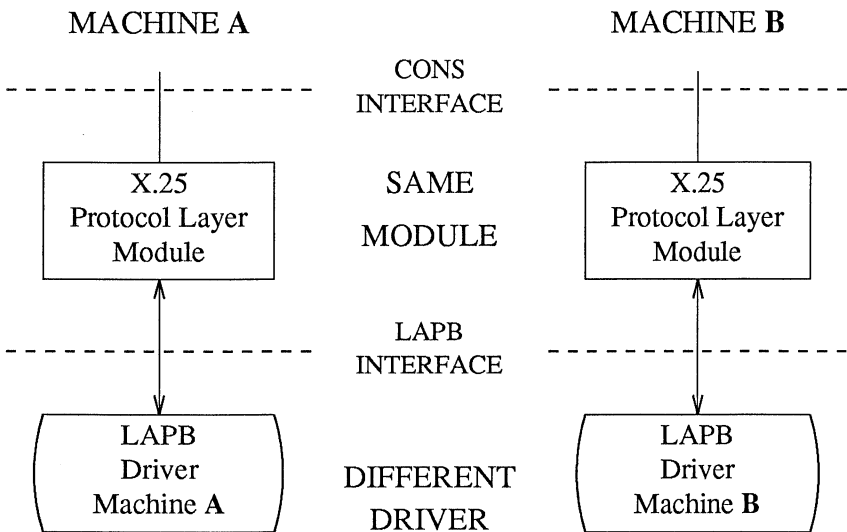 MACHINE A
MACHINE B
CONS
INTERFACE
X.25
Protocol Layer
Module
SAME
MODULE
X.25
Protocol Layer
Module
LAPB
INTERFACE
LAPB
Driver
Machine A
DIFFERENT
DRIVER
LAPB
Driver
Machine B